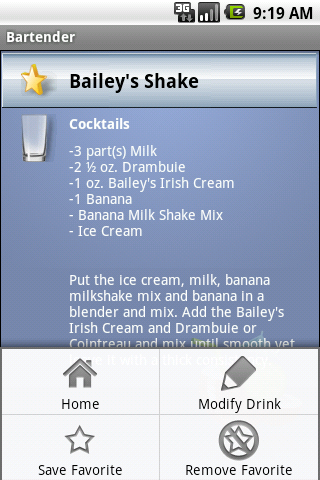 3G 9:19 AM
Bartender
Bailey's Shake
Cocktails
-3 part(s) Milk
-2 ½ oz. Drambuie
-1 oz. Bailey's Irish Cream
-1 Banana
- Banana Milk Shake Mix
- Ice Cream
Put the ice cream, milk, banana
milkshake mix and banana in a
blender and mix. Add the Bailey's
Irish Cream and Drambuie or
Cointreau and mix until smooth yet
with a thick
Home
Modify Drink
Save Favorite
Remove Favorite